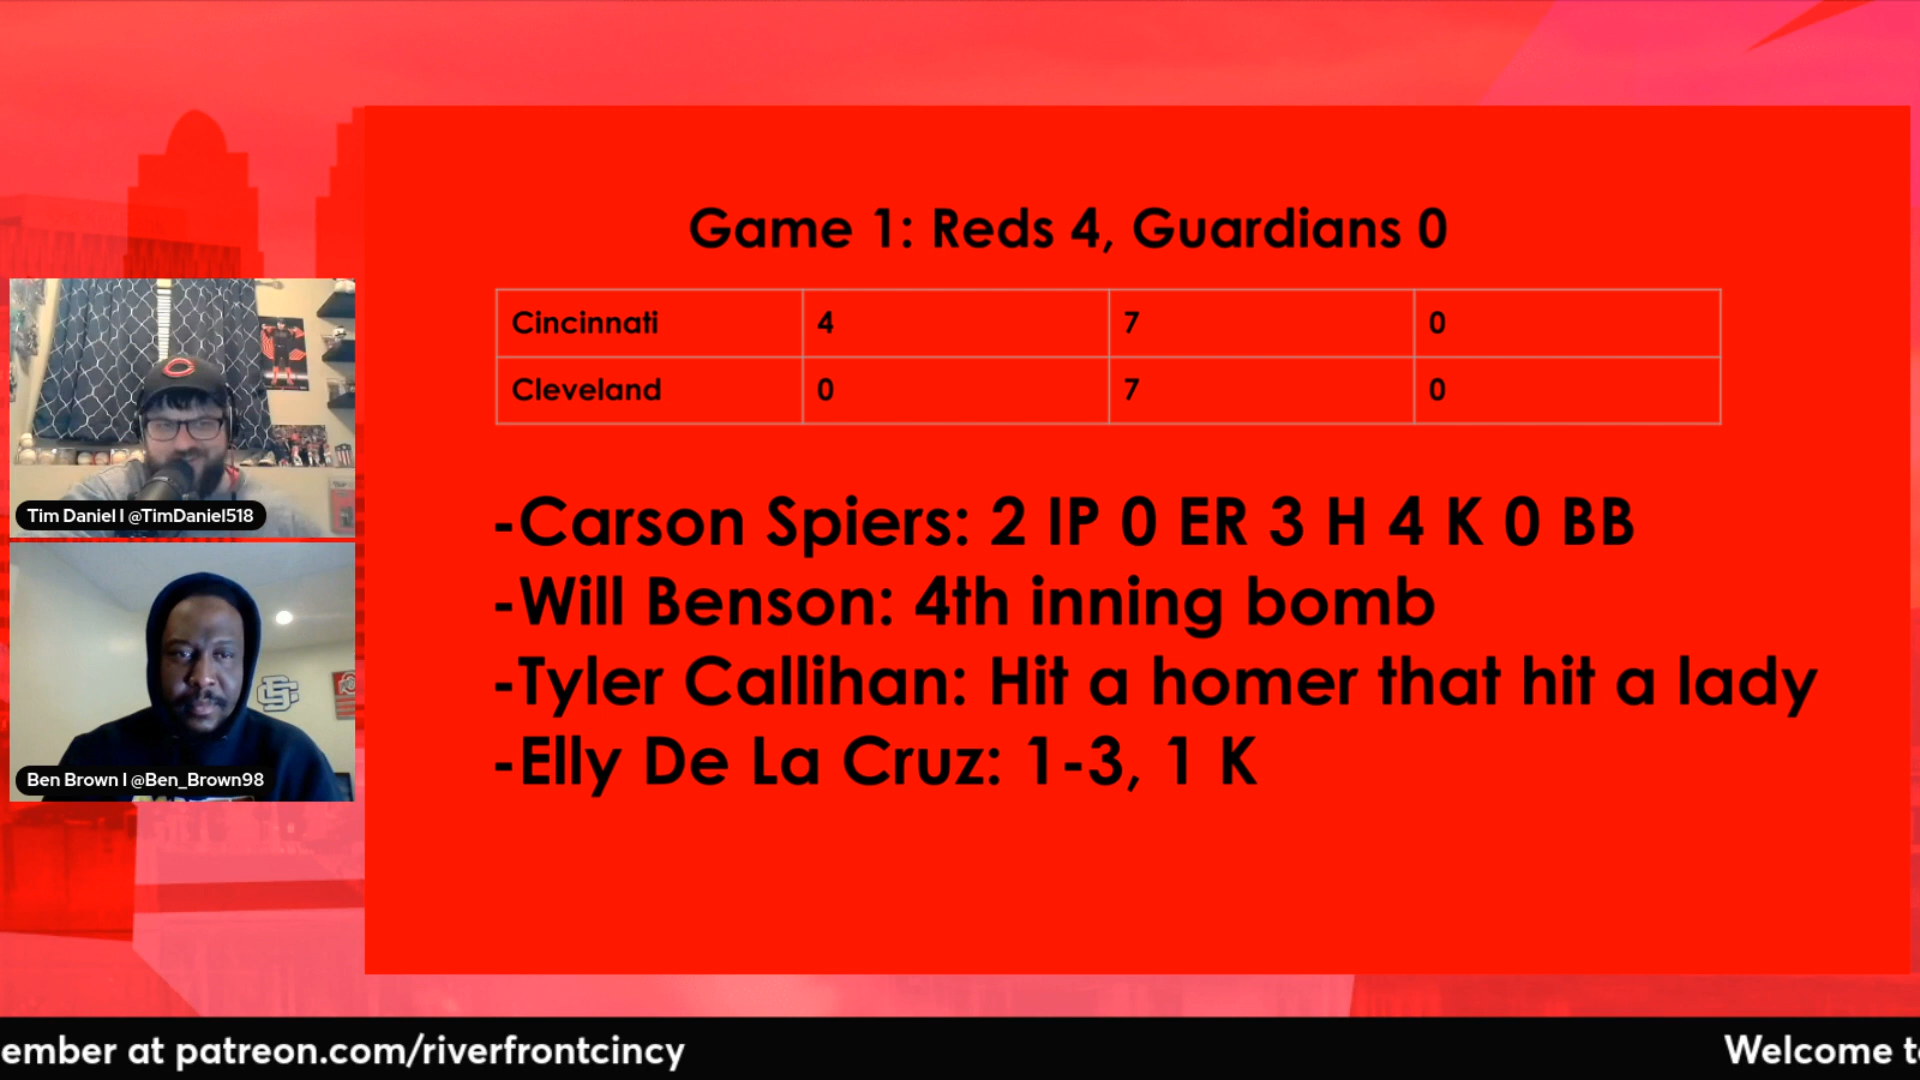 Game 1: Reds 4, Guardians 0
Cincinnati 4 7 0
Cleveland 0 7 0
-Carson Spiers: 2 IP 0 ER 3 H 4 K 0 BB
-Will Benson: 4th inning bomb
-Tyler Callihan: Hit a homer that hit a lady
-Elly De La Cruz: 1-3, 1 K
Tim Daniel | @TimDaniel518
Ben Brown | @Ben_Brown98
ember at patreon.com/riverfrontcincy
Welcome